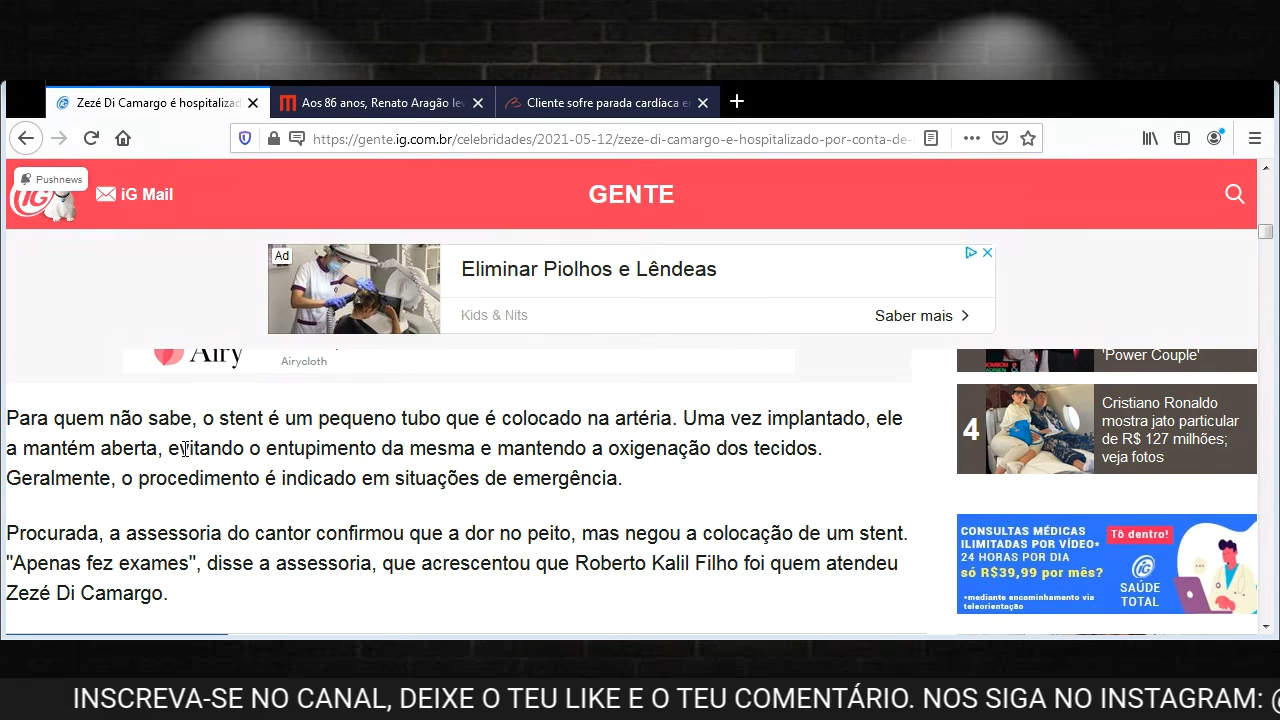 Zezé Di Camargo é hospitalizad
Aos 86 anos, Renato Aragão le
Cliente sofre parada cardíaca e
https://gente.ig.com.br/celebridades/2021-05-12/zeze-di-camargo-e-hospitalizado-por-conta-de-
Pushnews
iG
iG Mail
GENTE
Ad
Eliminar Piolhos e Lêndeas
Kids & Nits
Saber mais
Airy
Airycloth
'Power Couple'
4
Cristiano Ronaldo
mostra jato particular
de R$ 127 milhões;
veja fotos
Para quem não sabe, o stent é um pequeno tubo que é colocado na artéria. Uma vez implantado, ele
a mantém aberta, evitando o entupimento da mesma e mantendo a oxigenação dos tecidos.
Geralmente, o procedimento é indicado em situações de emergência.
Procurada, a assessoria do cantor confirmou que a dor no peito, mas negou a colocação de um stent.
"Apenas fez exames", disse a assessoria, que acrescentou que Roberto Kalil Filho foi quem atendeu
Zezé Di Camargo.
CONSULTAS MÉDICAS
ILIMITADAS POR VÍDEO*
24 HORAS POR DIA
só R$39,99 por mês?
*mediante encaminhamento via
teleorientação
Tô dentro!
iG
SAÚDE
TOTAL
INSCREVA-SE NO CANAL, DEIXE O TEU LIKE E O TEU COMENTÁRIO. NOS SIGA NO INSTAGRAM: @